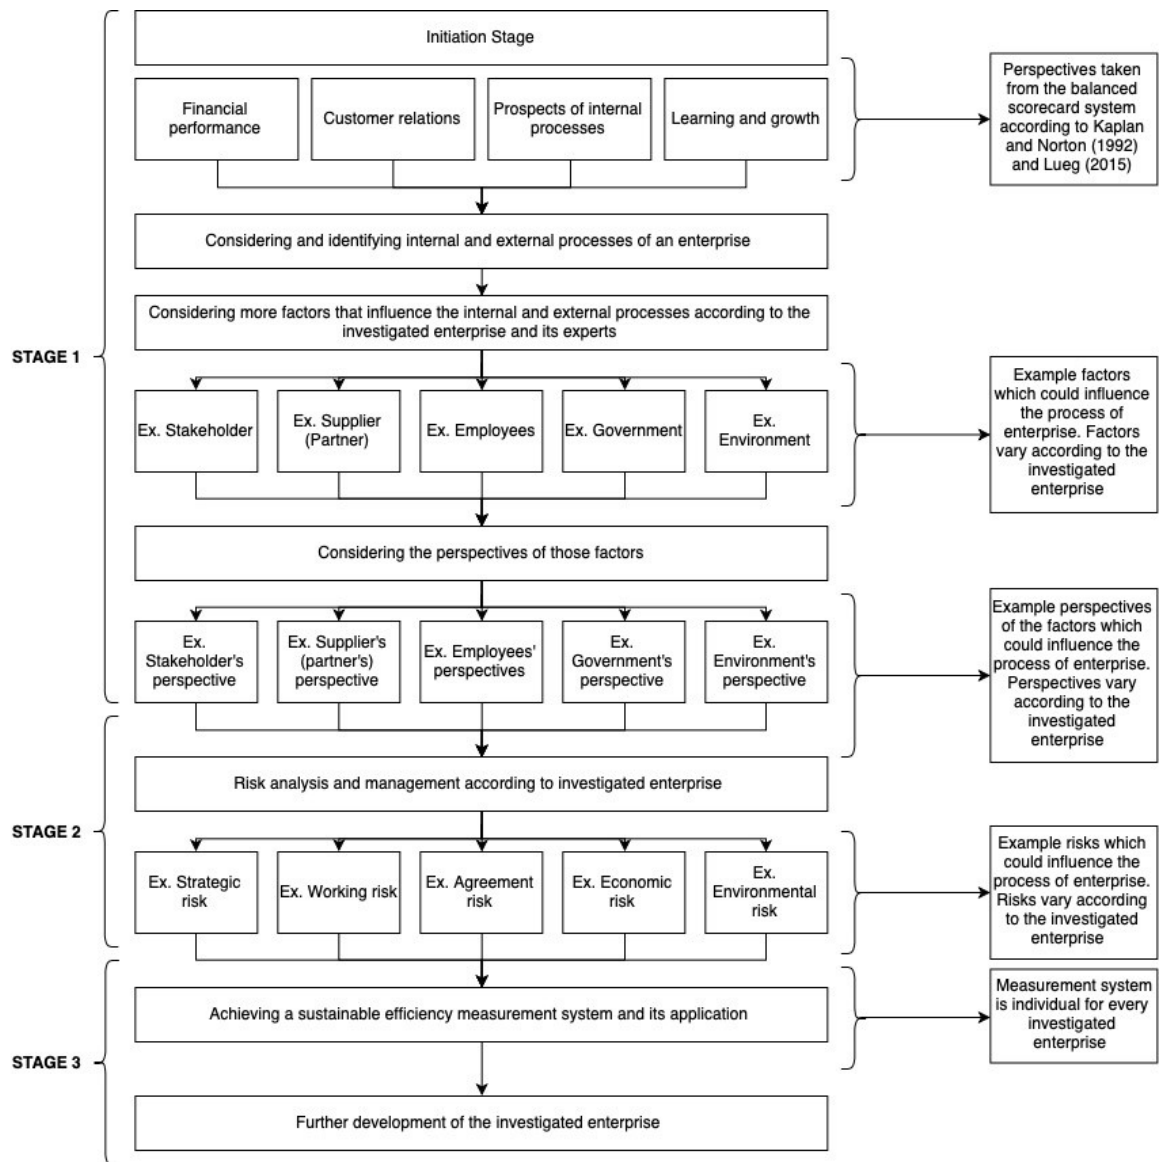 Initiation Stage
Financial
performance
Customer relations
Prospects of internal
processes
Learning and growth
Perspectives taken
from the balanced
scorecard system
according to Kaplan
and Norton (1992)
and Lueg (2015)
Considering and identifying internal and external processes of an enterprise
Considering more factors that influence the internal and external processes according to the
investigated enterprise and its experts
STAGE 1
Ex. Stakeholder
Ex. Supplier
(Partner)
Ex. Employees
Ex. Government
Ex.
Environment
Example factors
which could influence
the process of
enterprise. Factors
vary according to the
investigated
enterprise
Considering the perspectives of those factors
Ex.
Stakeholder's
perspective
Ex. Supplier's
(partner's)
perspective
Ex. Employees'
perspectives
Ex.
Government's
perspective
Ex.
Environment's
perspective
Example perspectives
of the factors which
could influence the
process of enterprise.
Perspectives vary
according to the
investigated
enterprise
Risk analysis and management according to investigated enterprise
STAGE 2
Ex. Strategic
risk
Ex. Working risk
Ex. Agreement
risk
Ex. Economic
risk
Ex.
Environmental
risk
Example risks which
could influence the
process of enterprise.
Risks vary according
to the investigated
enterprise
Achieving a sustainable efficiency measurement system and its application
Measurement system
is individual for every
investigated
enterprise
STAGE 3
Further development of the investigated enterprise